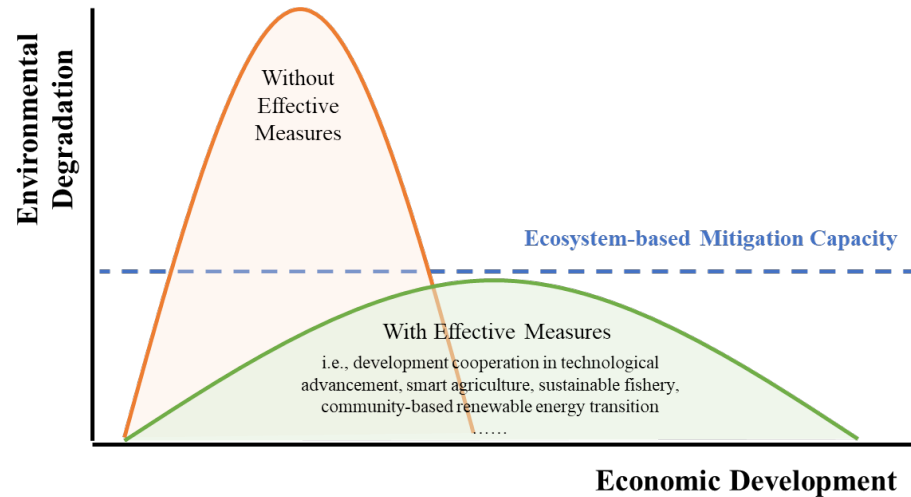 Environmental
Degradation
Without
Effective
Measures
Ecosystem-based Mitigation Capacity
With Effective Measures
i.e., development cooperation in technological
advancement, smart agriculture, sustainable fishery,
community-based renewable energy transition
……
Economic Development